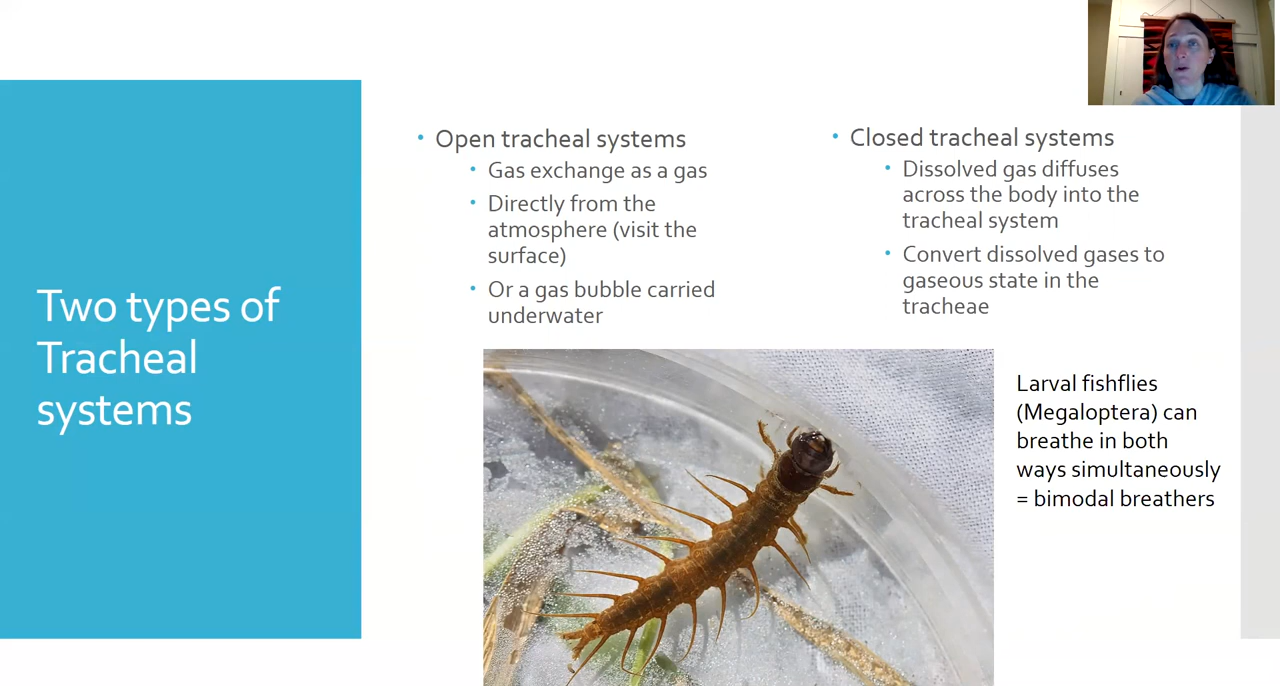 Two types of
Tracheal
systems
• Open tracheal systems
• Gas exchange as a gas
• Directly from the
atmosphere (visit the
surface)
• Or a gas bubble carried
underwater
• Closed tracheal systems
• Dissolved gas diffuses
across the body into the
tracheal system
• Convert dissolved gases to
gaseous state in the
tracheae
Larval fishflies
(Megaloptera) can
breathe in both
ways simultaneously
= bimodal breathers